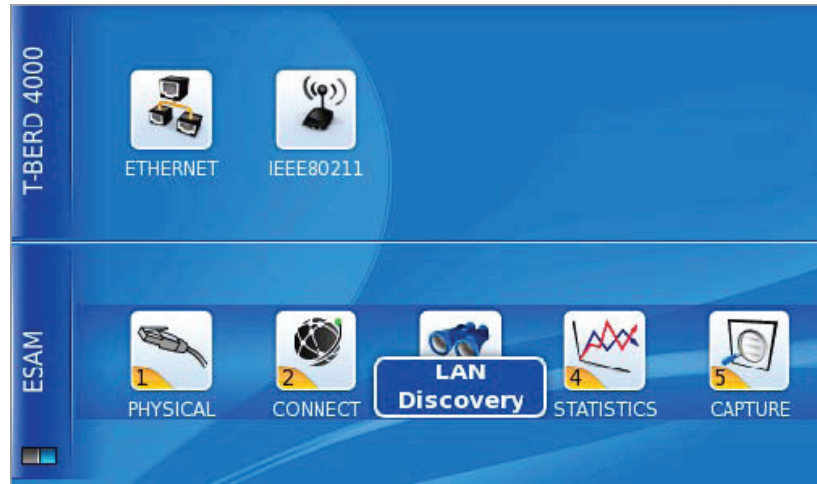 T-BERD 4000
ETHERNET
IEEE80211
ESAM
1
PHYSICAL
2
CONNECT
LAN
Discovery
4
STATISTICS
5
CAPTURE